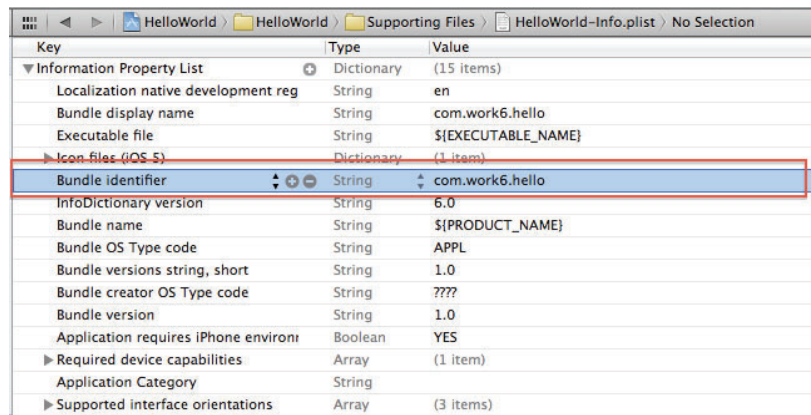 HelloWorld HelloWorld Supporting Files HelloWorld-Info.plist No Selection
Key Type Value
Information Property List Dictionary (15 items)
Localization native development reg String en
Bundle display name String com.work6.hello
Executable file String ${EXECUTABLE_NAME}
Icon files (iOS 5) Dictionary (1 item)
Bundle identifier String com.work6.hello
InfoDictionary version String 6.0
Bundle name String ${PRODUCT_NAME}
Bundle OS Type code String APPL
Bundle versions string, short String 1.0
Bundle creator OS Type code String ????
Bundle version String 1.0
Application requires iPhone environ Boolean YES
Required device capabilities Array (1 item)
Application Category String
Supported interface orientations Array (3 items)